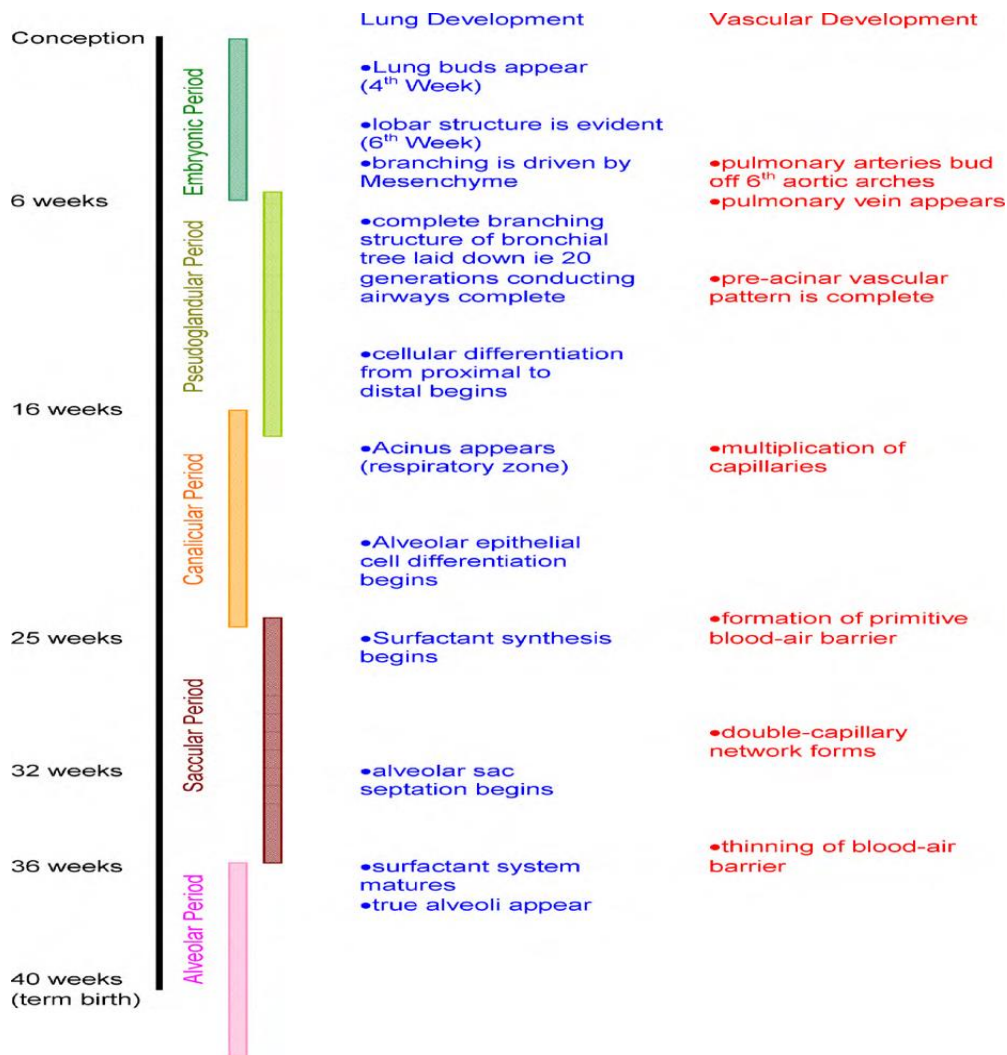 Lung Development
Vascular Development
Conception
Embryonic Period
•Lung buds appear
(4th Week)
•lobar structure is evident
(6th Week)
•branching is driven by
Mesenchyme
•pulmonary arteries bud
off 6th aortic arches
•pulmonary vein appears
6 weeks
Pseudoglandular Period
•complete branching
structure of bronchial
tree laid down ie 20
generations conducting
airways complete
•pre-acinar vascular
pattern is complete
•cellular differentiation
from proximal to
distal begins
16 weeks
Canalicular Period
•Acinus appears
(respiratory zone)
•multiplication of
capillaries
•Alveolar epithelial
cell differentiation
begins
•formation of primitive
blood-air barrier
25 weeks
•Surfactant synthesis
begins
Saccular Period
•double-capillary
network forms
32 weeks
•alveolar sac
septation begins
•thinning of blood-air
barrier
36 weeks
•surfactant system
matures
•true alveoli appear
Alveolar Period
40 weeks
(term birth)